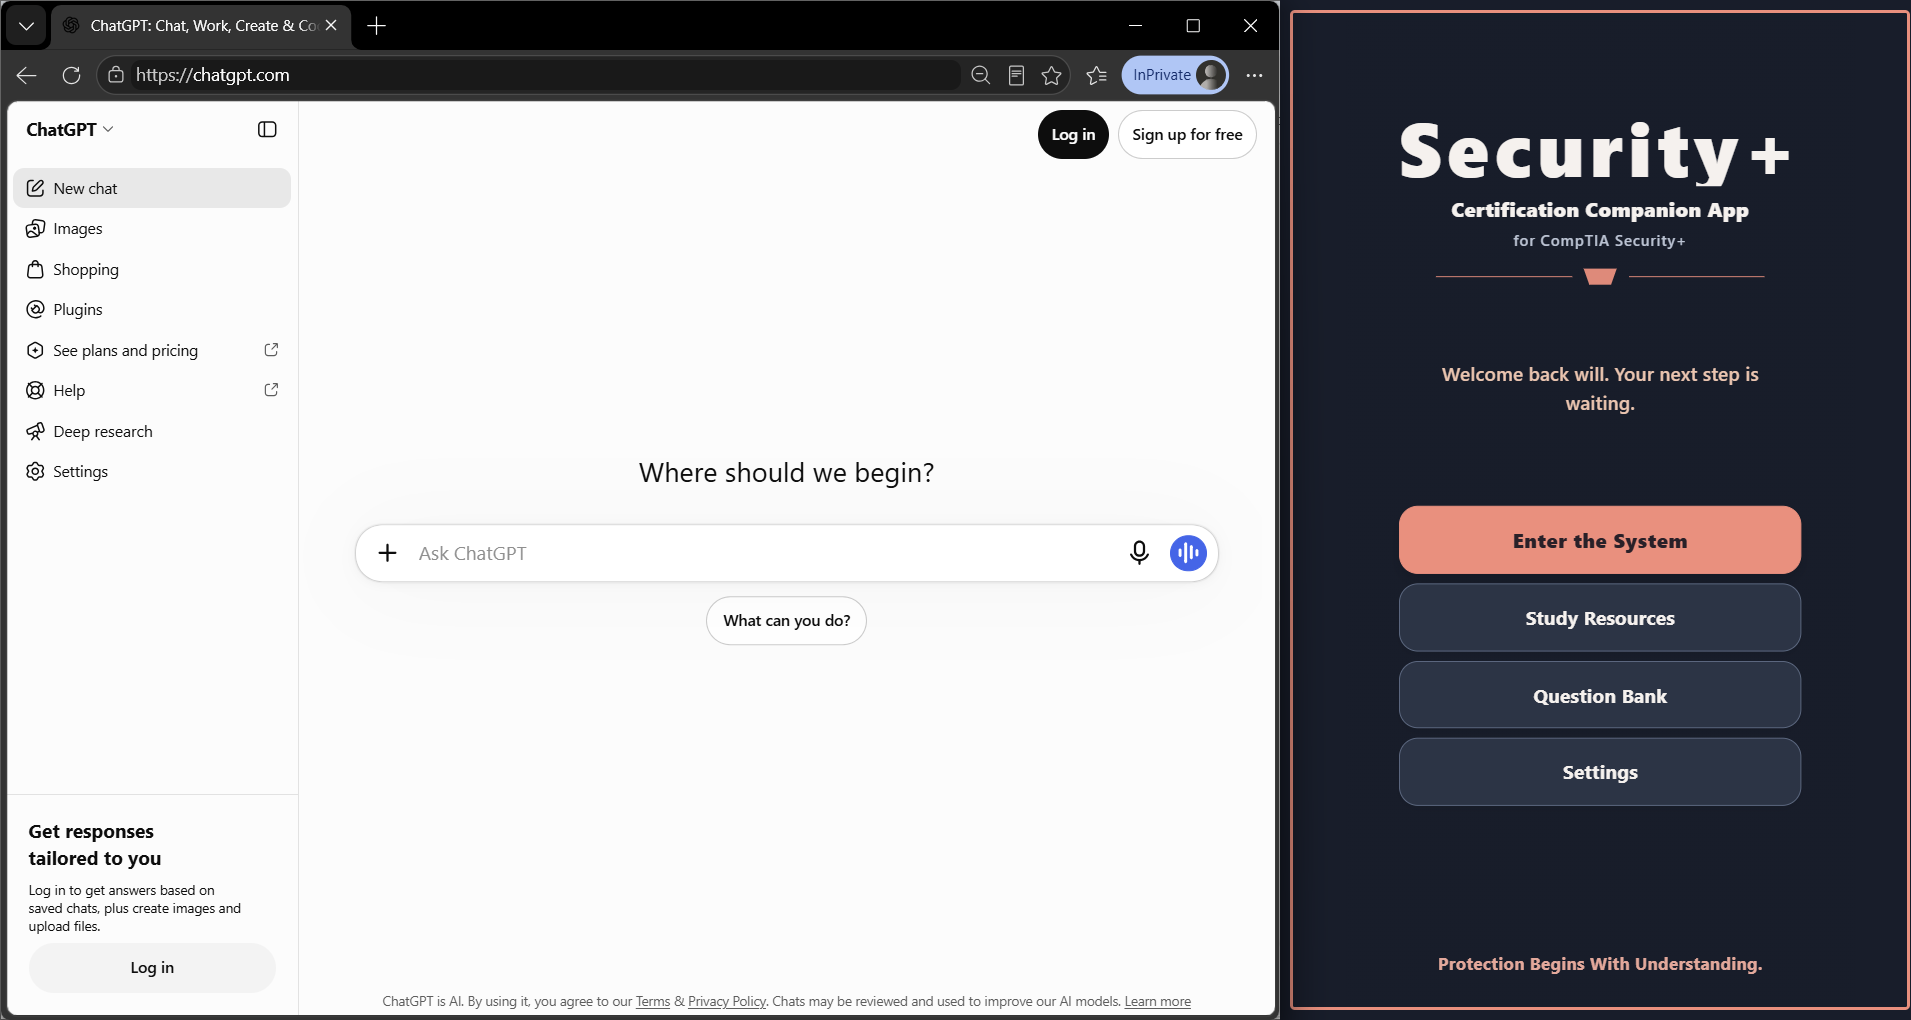 ChatGPT: Chat, Work, Create & Co
https://chatgpt.com
InPrivate
ChatGPT
New chat
Images
Shopping
Plugins
See plans and pricing
Help
Deep research
Settings
Get responses
tailored to you
Log in to get answers based on
saved chats, plus create images and
upload files.
Log in
Log in
Sign up for free
Where should we begin?
Ask ChatGPT
What can you do?
ChatGPT is AI. By using it, you agree to our Terms & Privacy Policy. Chats may be reviewed and used to improve our AI models. Learn more
Security+
Certification Companion App
for CompTIA Security+
Welcome back will. Your next step is
waiting.
Enter the System
Study Resources
Question Bank
Settings
Protection Begins With Understanding.